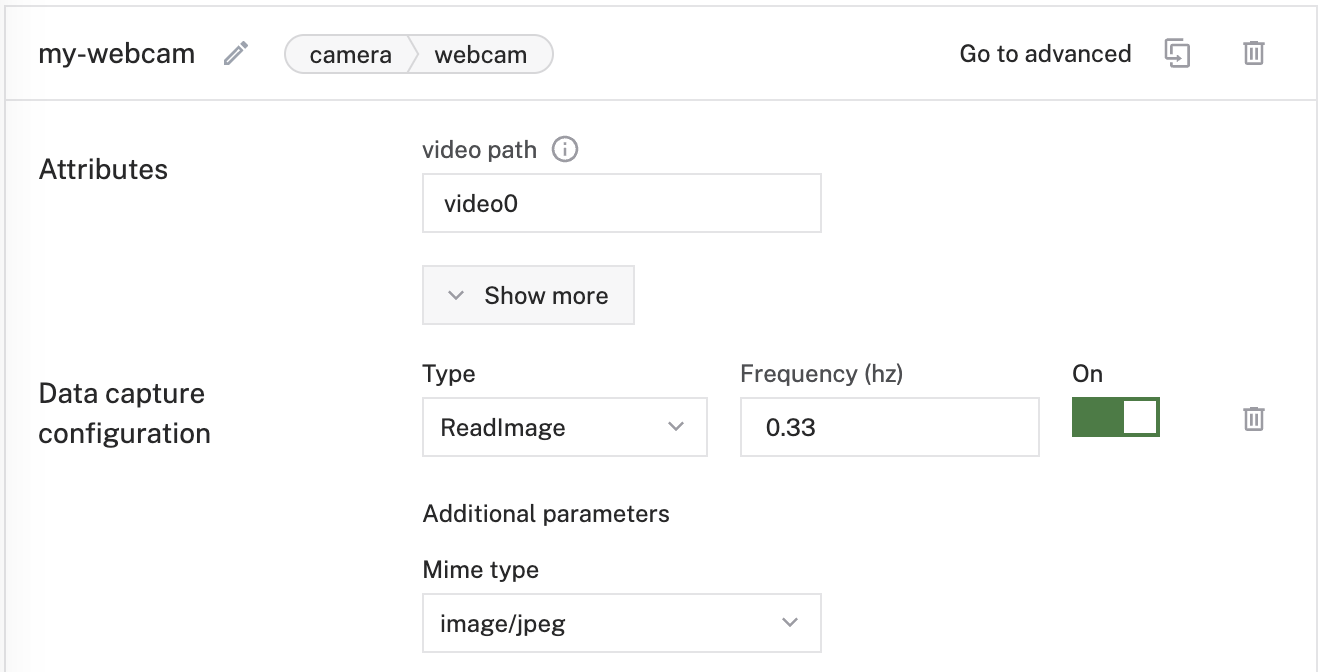 my-webcam
camera
webcam
Go to advanced
Attributes
video path
video0
Show more
Data capture
configuration
Type
Frequency (hz)
On
ReadImage
0.33
Additional parameters
Mime type
image/jpeg